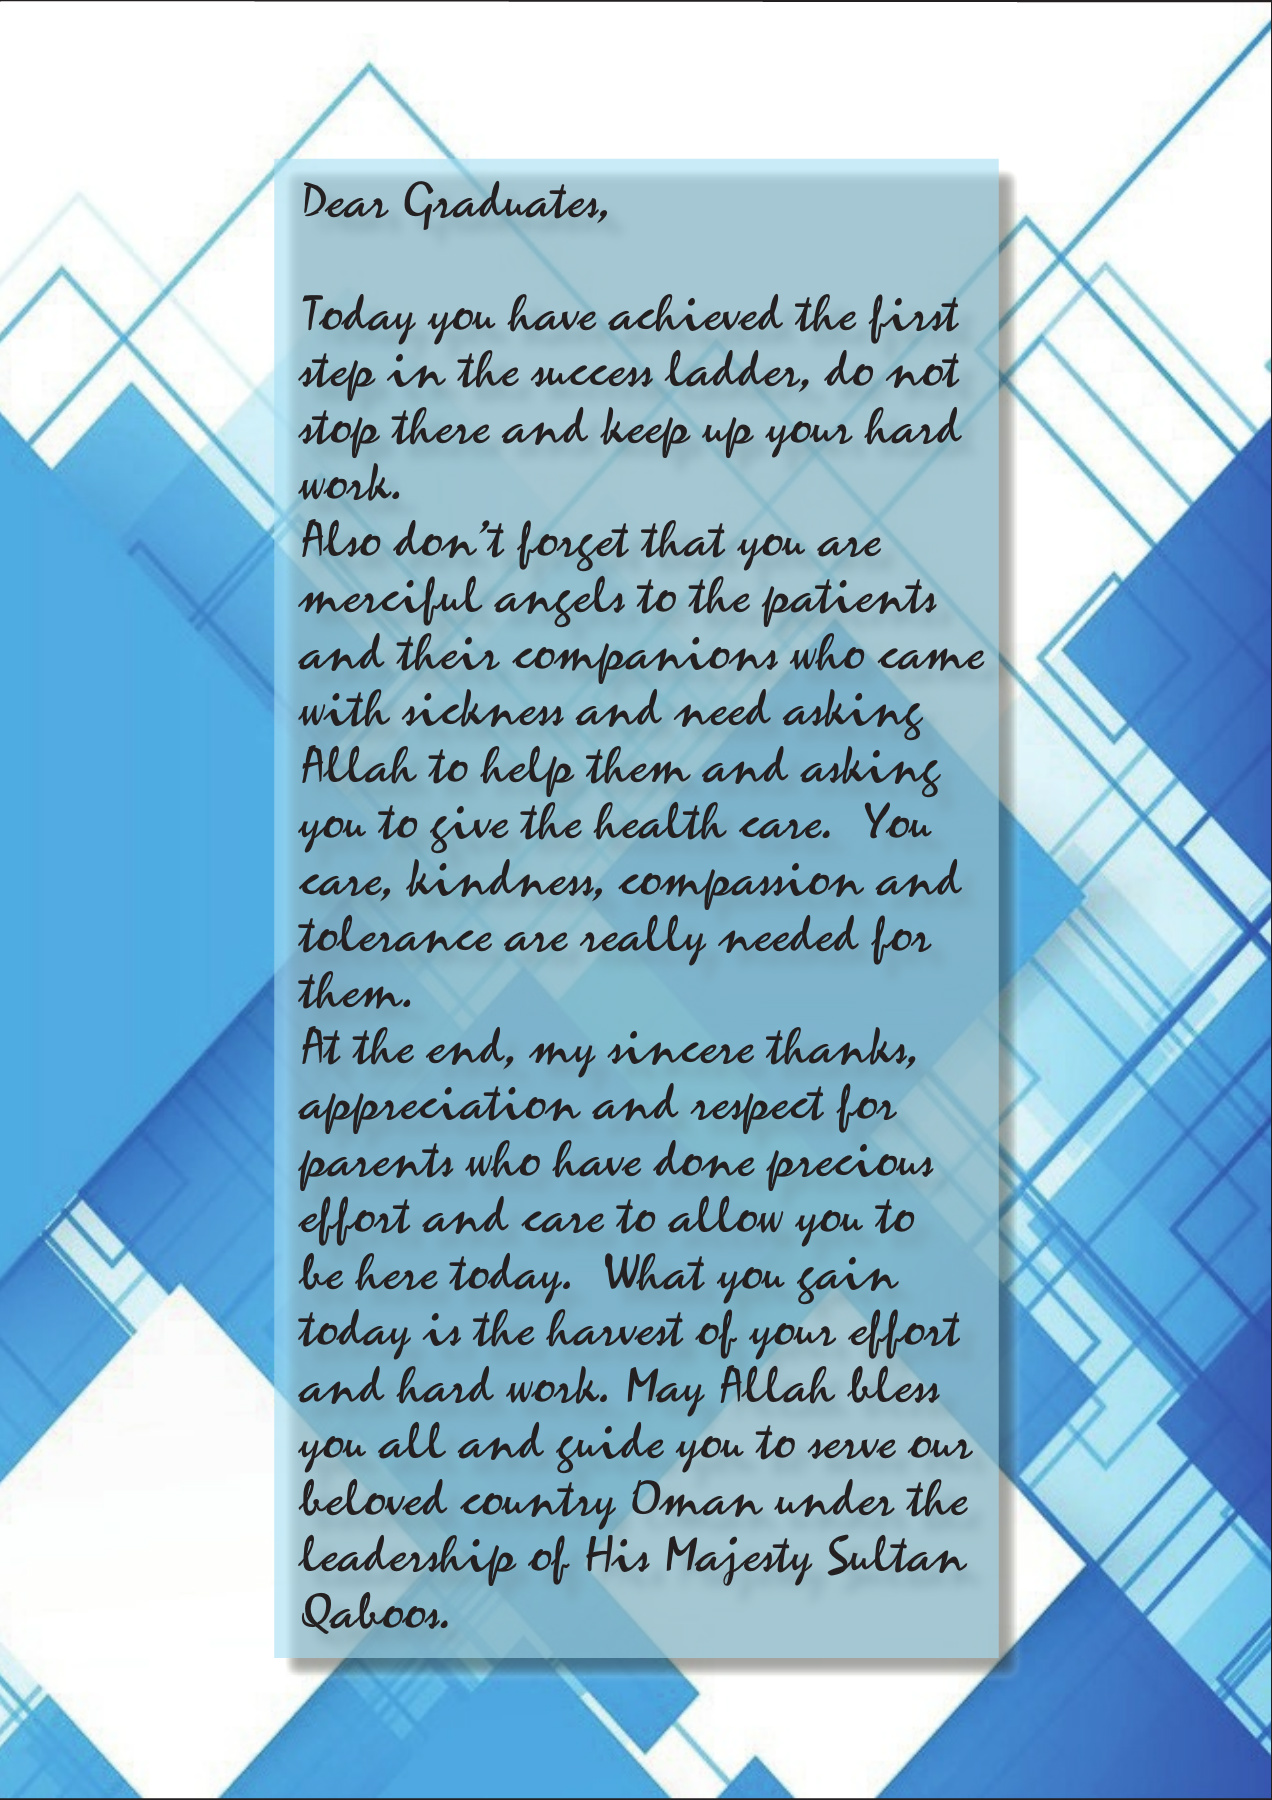 Dear Graduates,
Today you have achieved the first
step in the success ladder, do not
stop there and keep up your hard
work.
Also don’t forget that you are
merciful angels to the patients
and their companions who came
with sickness and need asking
Allah to help them and asking
you to give the health care.  You
care, kindness, compassion and
tolerance are really needed for
them.
At the end, my sincere thanks,
appreciation and respect for
parents who have done precious
effort and care to allow you to
be here today.  What you gain
today is the harvest of your effort
and hard work. May Allah bless
you all and guide you to serve our
beloved country Oman under the
leadership of His Majesty Sultan
Qaboos.